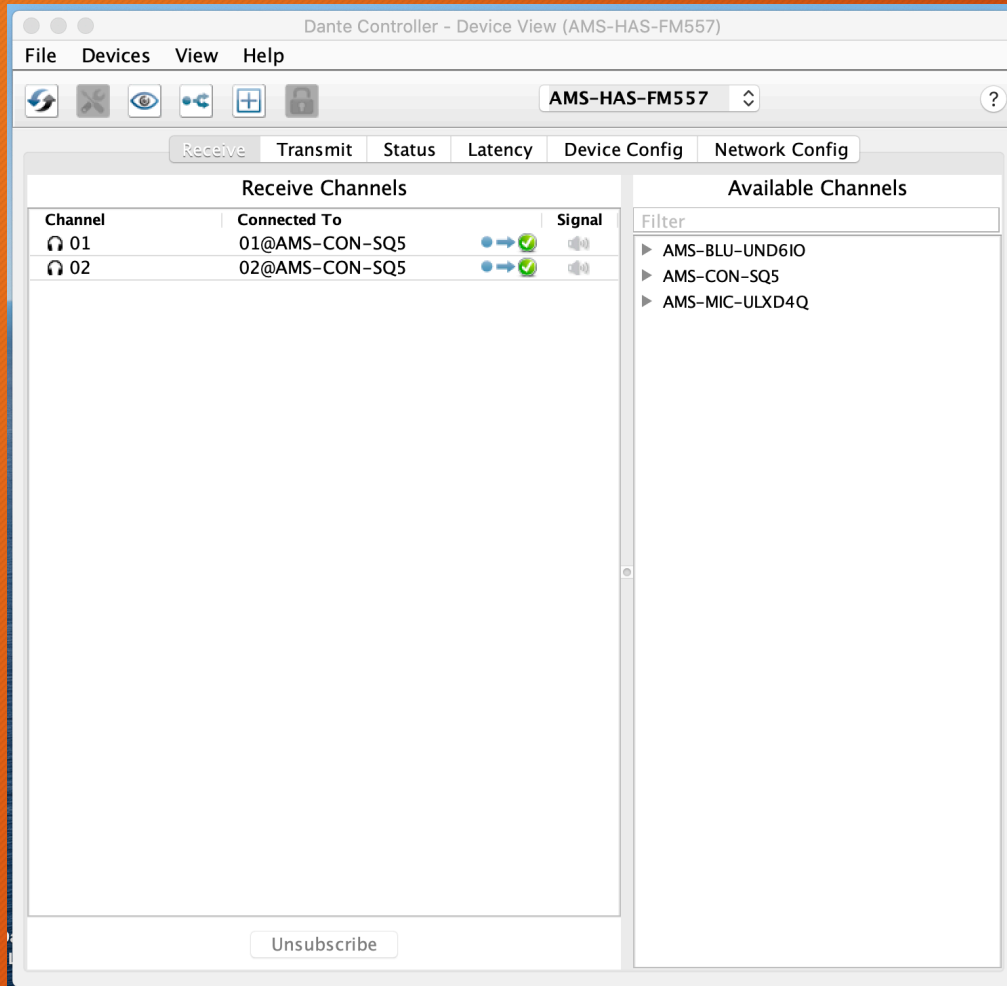 Dante Controller - Device View (AMS-HAS-FM557)
File Devices View Help
AMS-HAS-FM557 ?
Receive Transmit Status Latency Device Config Network Config
Receive Channels
Channel Connected To Signal
01 01@AMS-CON-SQ5
02 02@AMS-CON-SQ5
Unsubscribe
Available Channels
Filter
AMS-BLU-UND6IO
AMS-CON-SQ5
AMS-MIC-ULXD4Q